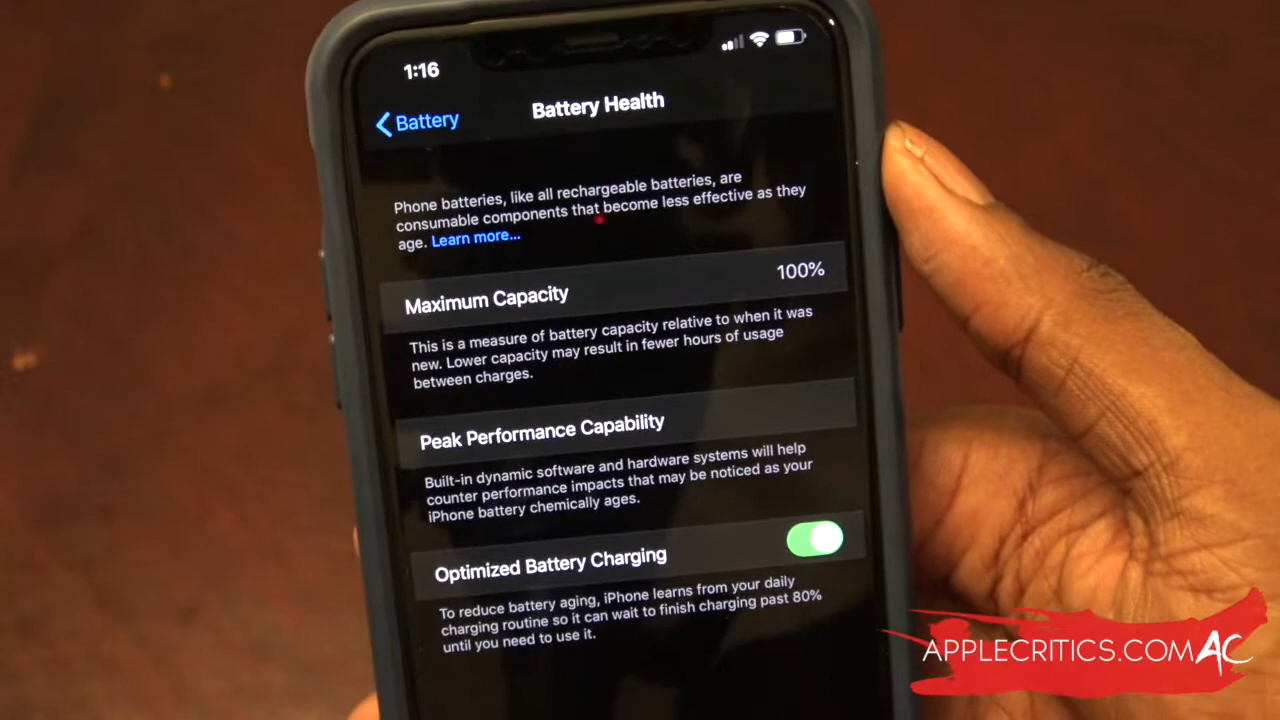 1:16
Battery
Battery Health
Phone batteries, like all rechargeable batteries, are
consumable components that become less effective as they
age. Learn more...
Maximum Capacity
100%
This is a measure of battery capacity relative to when it was
new. Lower capacity may result in fewer hours of usage
between charges.
Peak Performance Capability
Built-in dynamic software and hardware systems will help
counter performance impacts that may be noticed as your
iPhone battery chemically ages.
Optimized Battery Charging
To reduce battery aging, iPhone learns from your daily
charging routine so it can wait to finish charging past 80%
until you need to use it.
APPLECRITICS.COM AC